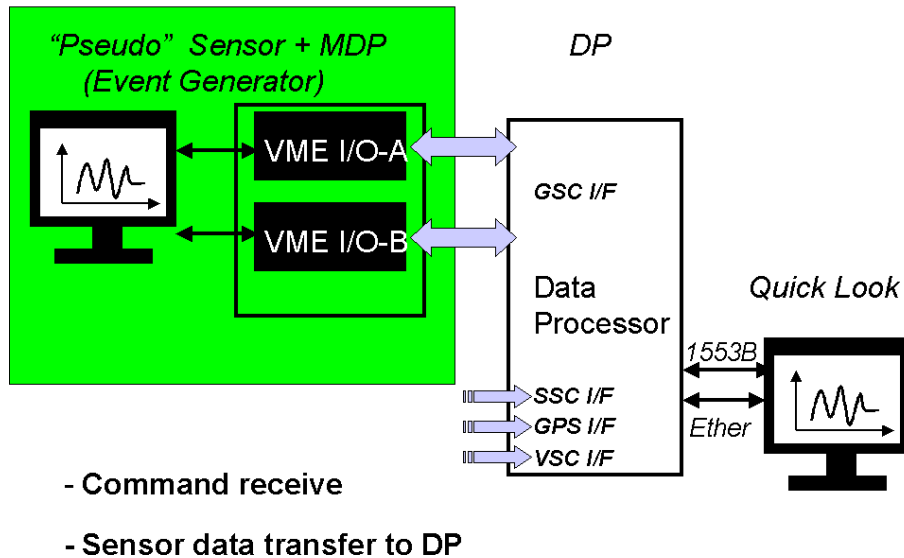 “Pseudo” Sensor + MDP
(Event Generator)
DP
VME I/O-A
VME I/O-B
GSC I/F
Data
Processor
SSC I/F
GPS I/F
VSC I/F
Quick Look
1553B
Ether
- Command receive
- Sensor data transfer to DP